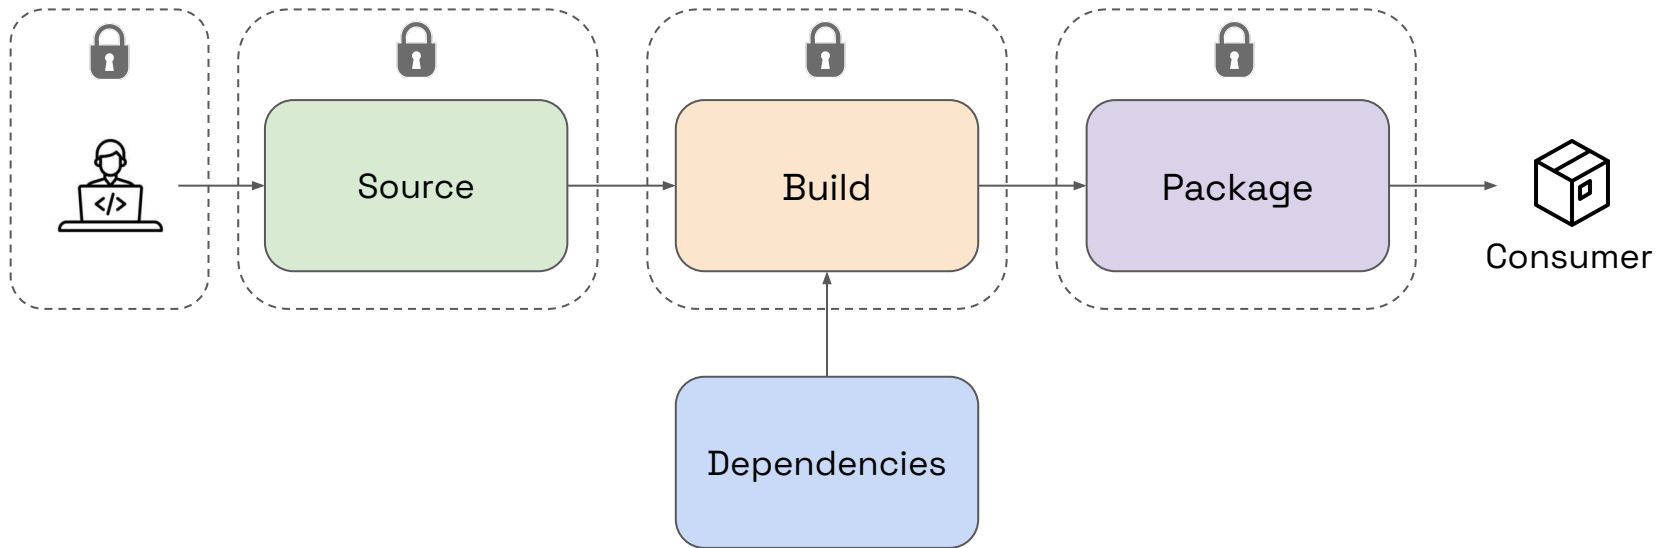 </>
Source
Build
Package
Consumer
Dependencies